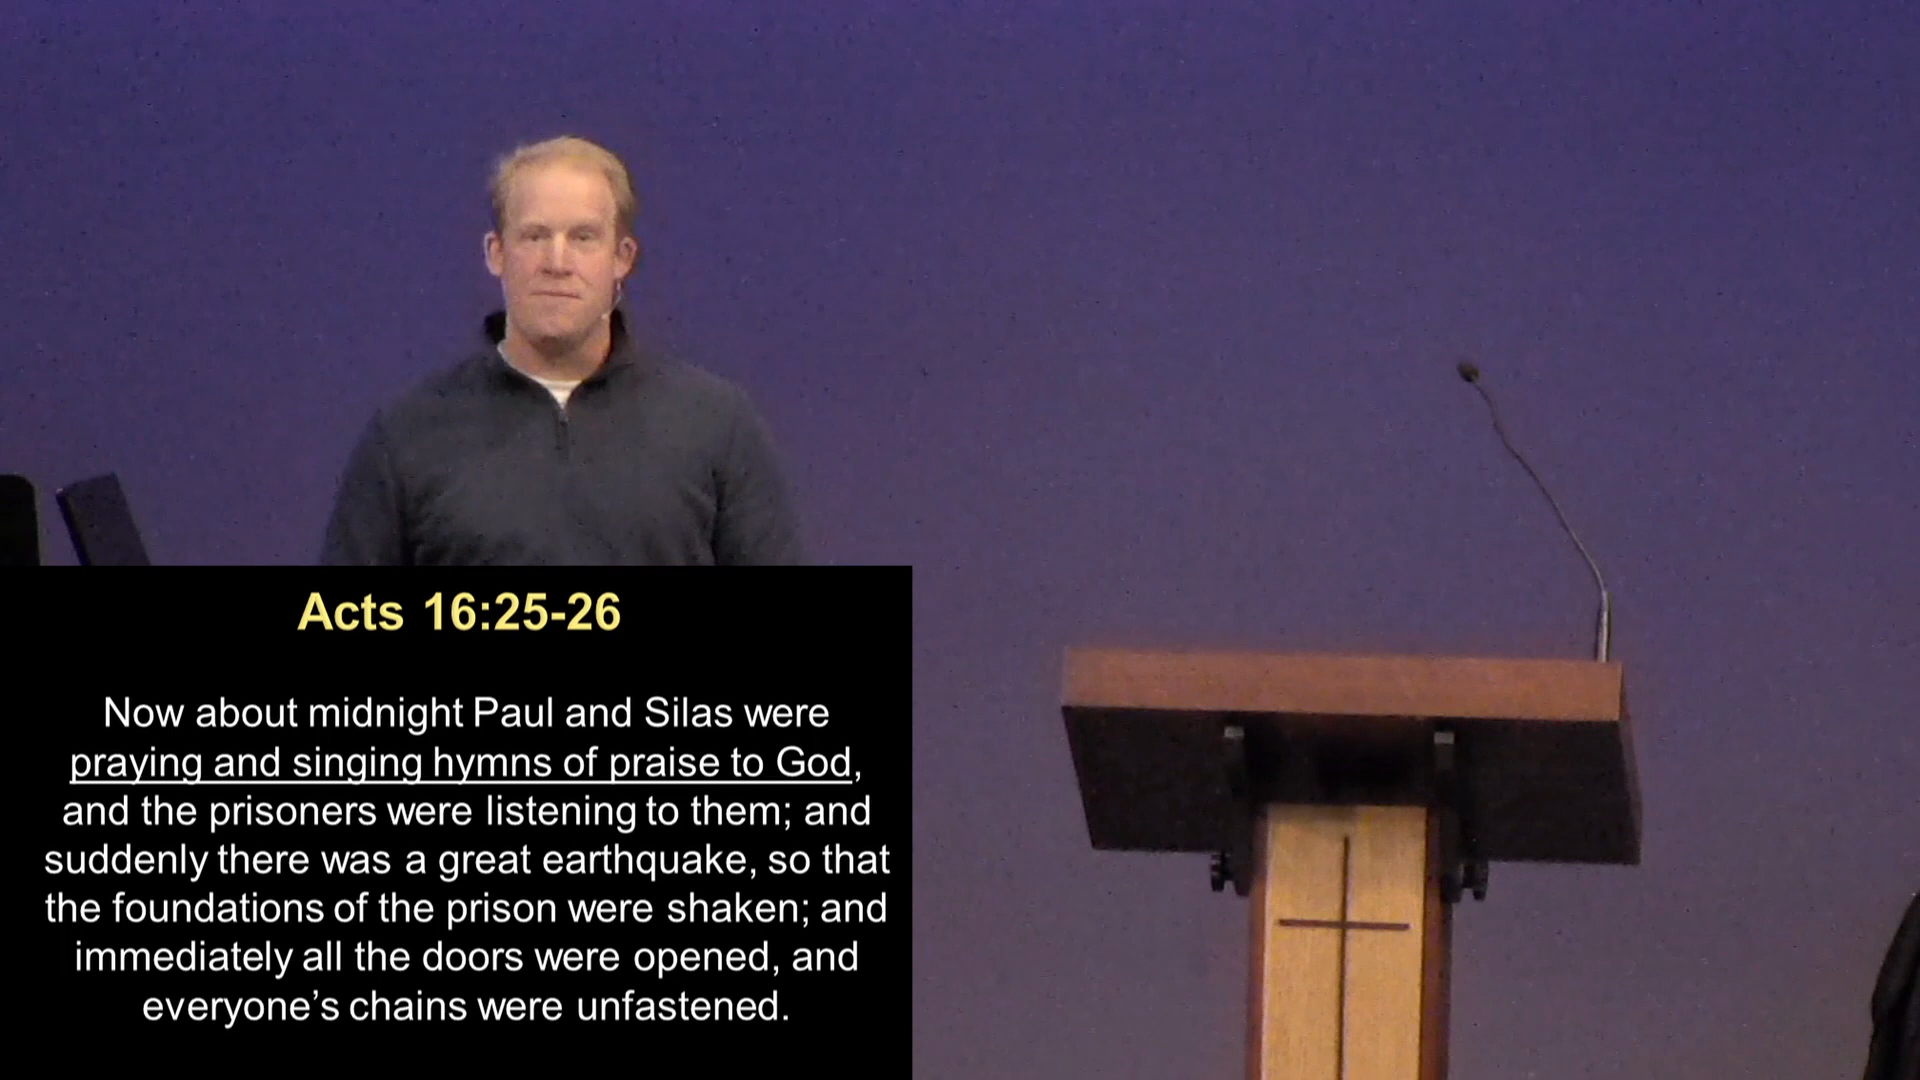 Acts 16:25-26
Now about midnight Paul and Silas were
praying and singing hymns of praise to God,
and the prisoners were listening to them; and
suddenly there was a great earthquake, so that
the foundations of the prison were shaken; and
immediately all the doors were opened, and
everyone’s chains were unfastened.